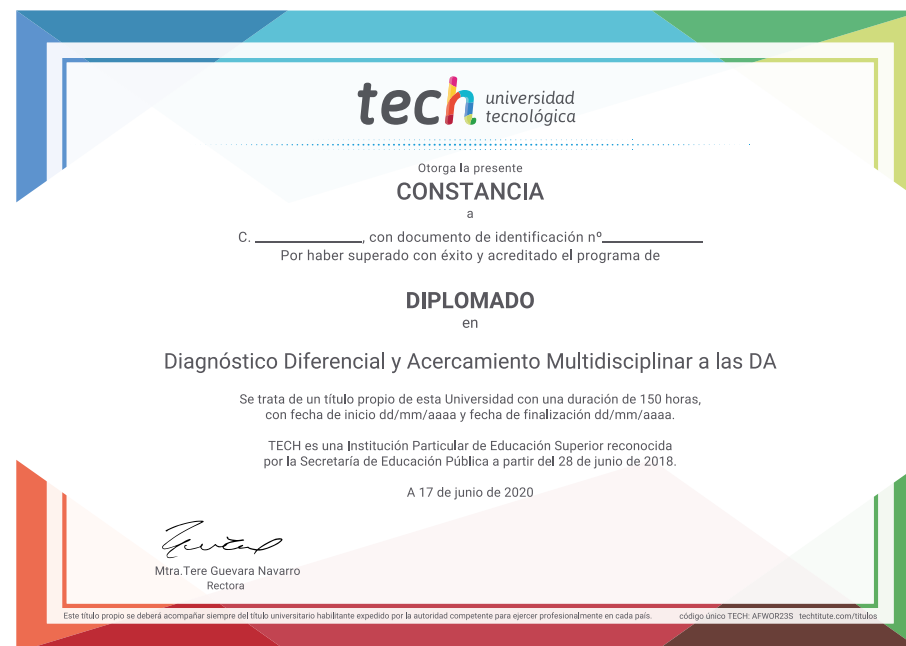 tech universidad
tecnológica
Otorga la presente
CONSTANCIA
a
C. ____________, con documento de identificación nº____________
Por haber superado con éxito y acreditado el programa de
DIPLOMADO
en
Diagnóstico Diferencial y Acercamiento Multidisciplinar a las DA
Se trata de un título propio de esta Universidad con una duración de 150 horas,
con fecha de inicio dd/mm/aaaa y fecha de finalización dd/mm/aaaa.
TECH es una Institución Particular de Educación Superior reconocida
por la Secretaría de Educación Pública a partir del 28 de junio de 2018.
A 17 de junio de 2020
Mtra.Tere Guevara Navarro
Rectora
Este título propio se deberá acompañar siempre del título universitario habilitante expedido por la autoridad competente para ejercer profesionalmente en cada país. código único TECH: AFWOR23S techtitute.com/titulos